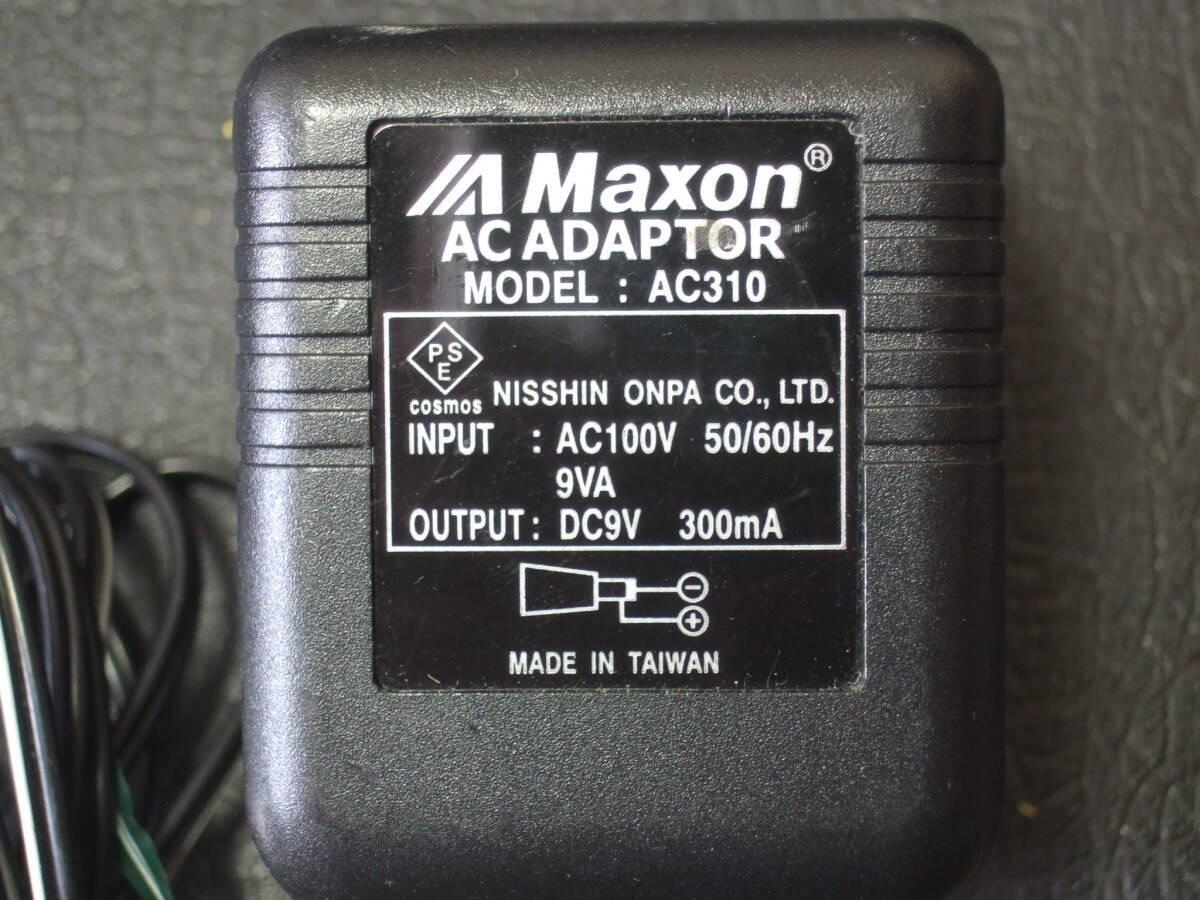 Maxon®
AC ADAPTOR
MODEL : AC310
PS
E
cosmos NISSHIN ONPA CO., LTD.
INPUT : AC100V 50/60Hz
9VA
OUTPUT : DC9V 300mA
−
+
MADE IN TAIWAN